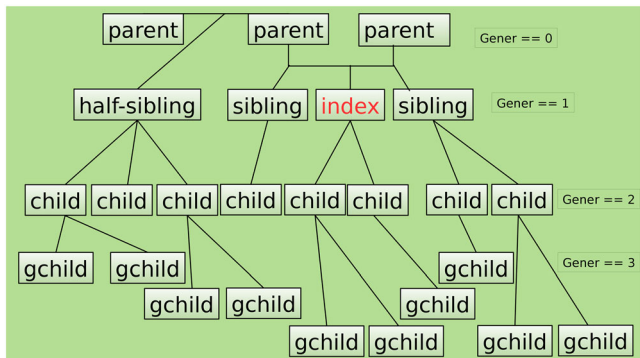 parent parent parent Gener == 0
half-sibling sibling index sibling Gener == 1
child child child child child child child child Gener == 2
gchild gchild gchild Gener == 3
gchild gchild gchild
gchild gchild gchild gchild